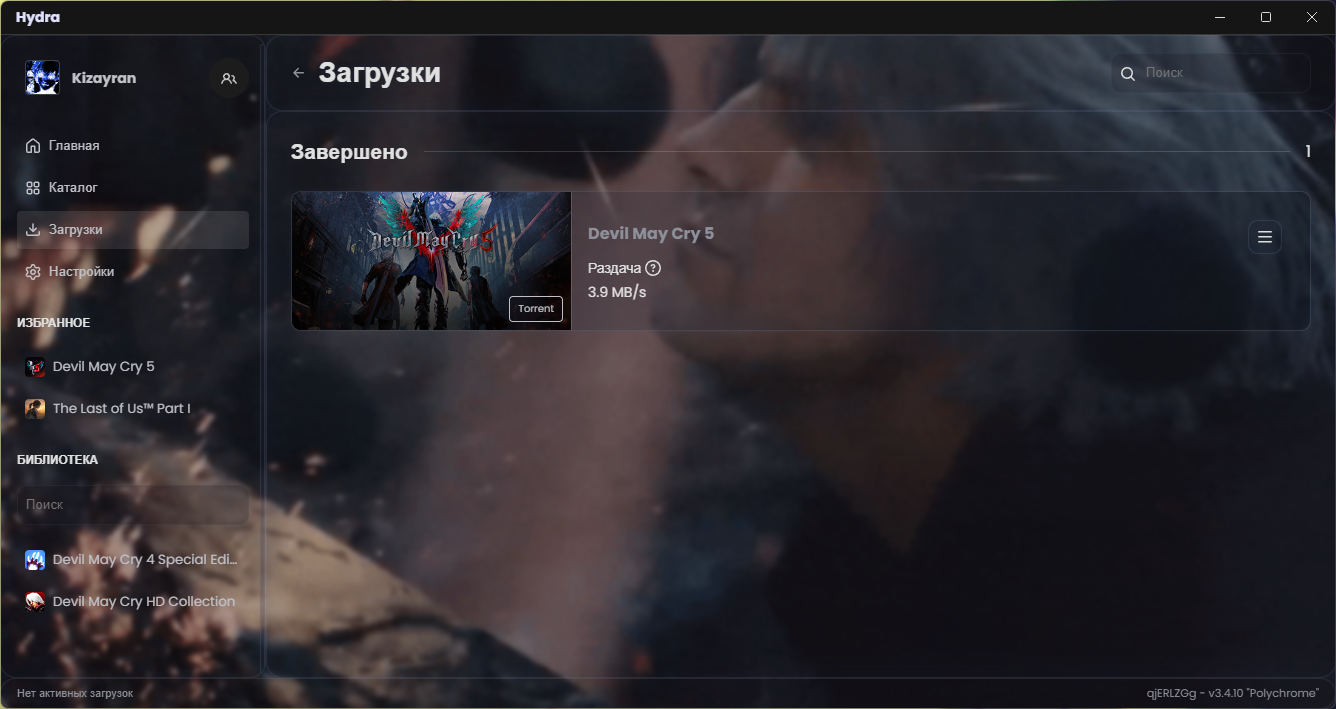 Hydra
Kizayran
Главная
Каталог
Загрузки
Настройки
ИЗБРАННОЕ
Devil May Cry 5
The Last of Us™ Part I
БИБЛИОТЕКА
Поиск
Devil May Cry 4 Special Edi...
Devil May Cry HD Collection
Загрузки
Поиск
Завершено 1
Devil May Cry 5
Torrent
Devil May Cry 5
Раздача ?
3.9 MB/s
Нет активных загрузок
qjERLZGg - v3.4.10 "Polychrome"